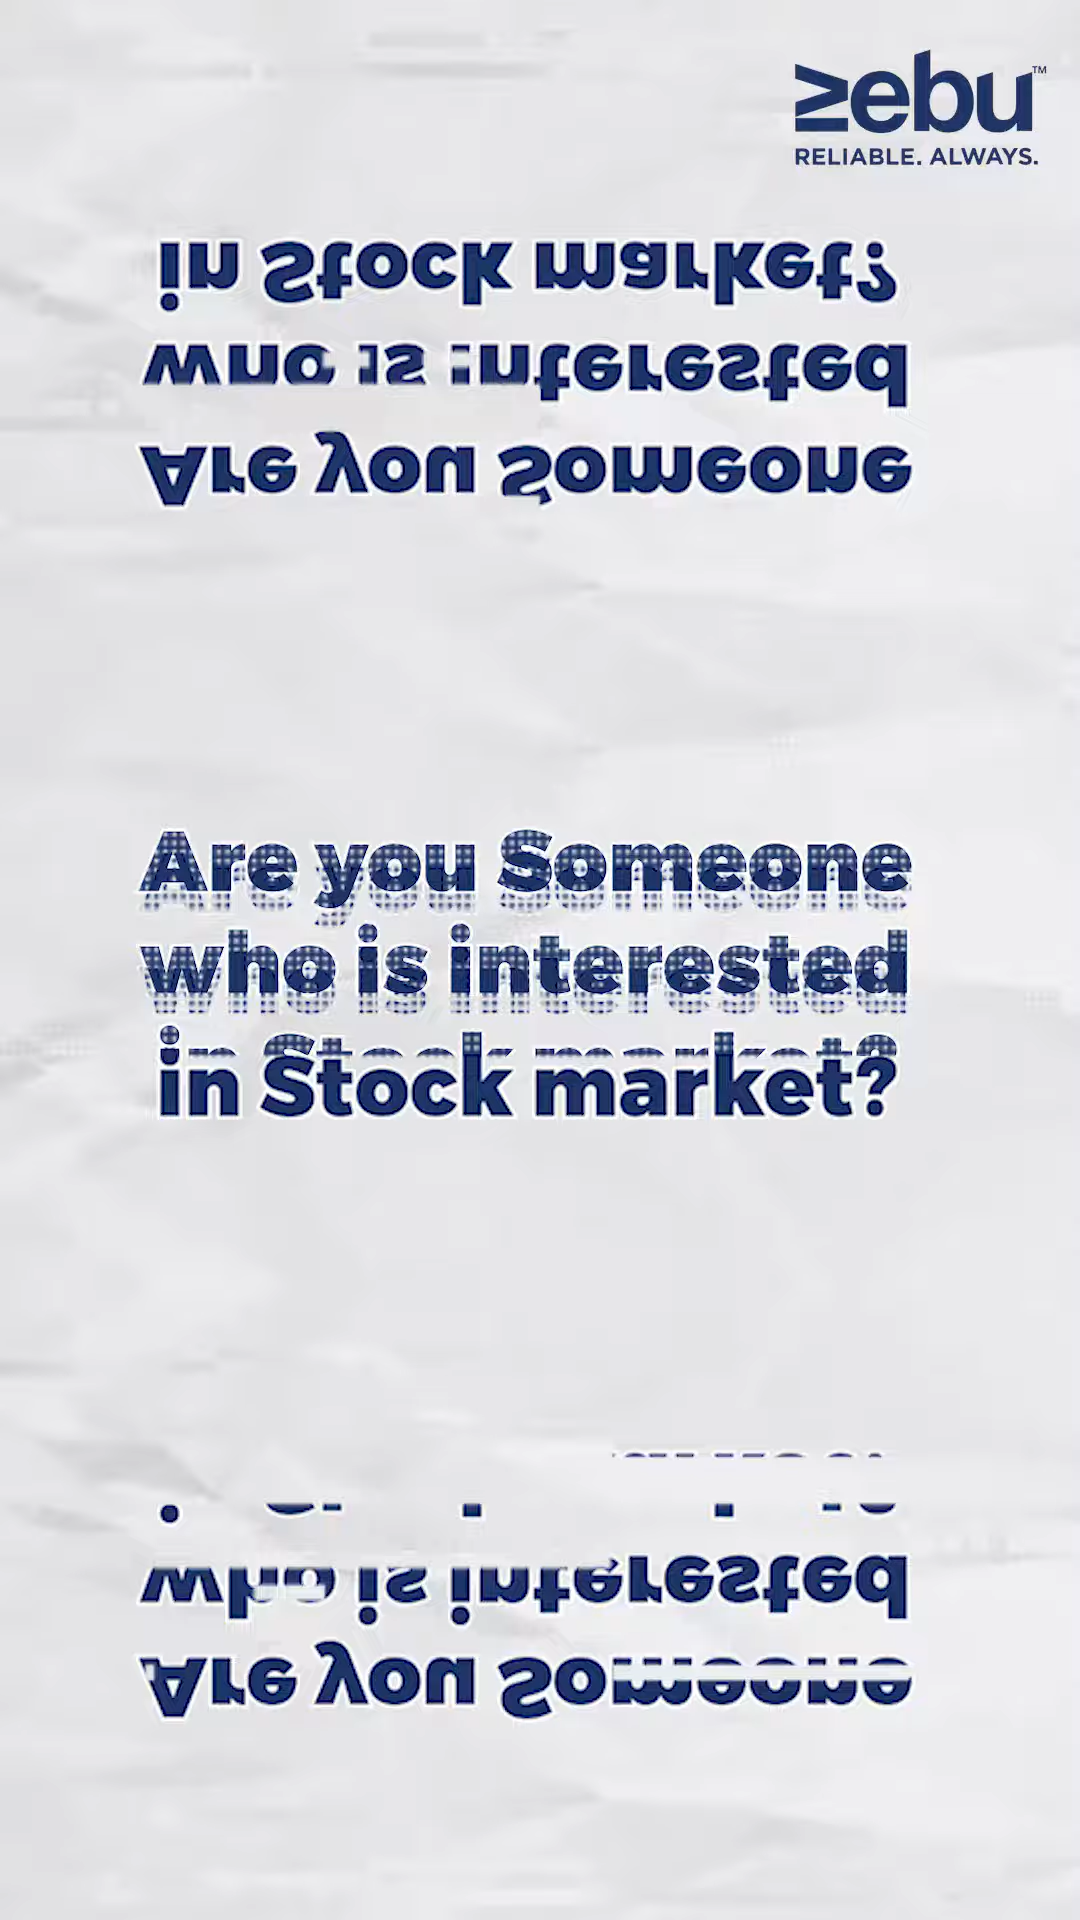 zebu™
RELIABLE. ALWAYS.
in Stock market?
who is interested
Are you Someone
Are you Someone
who is interested
in Stock market?
who is interested
Are you Someone